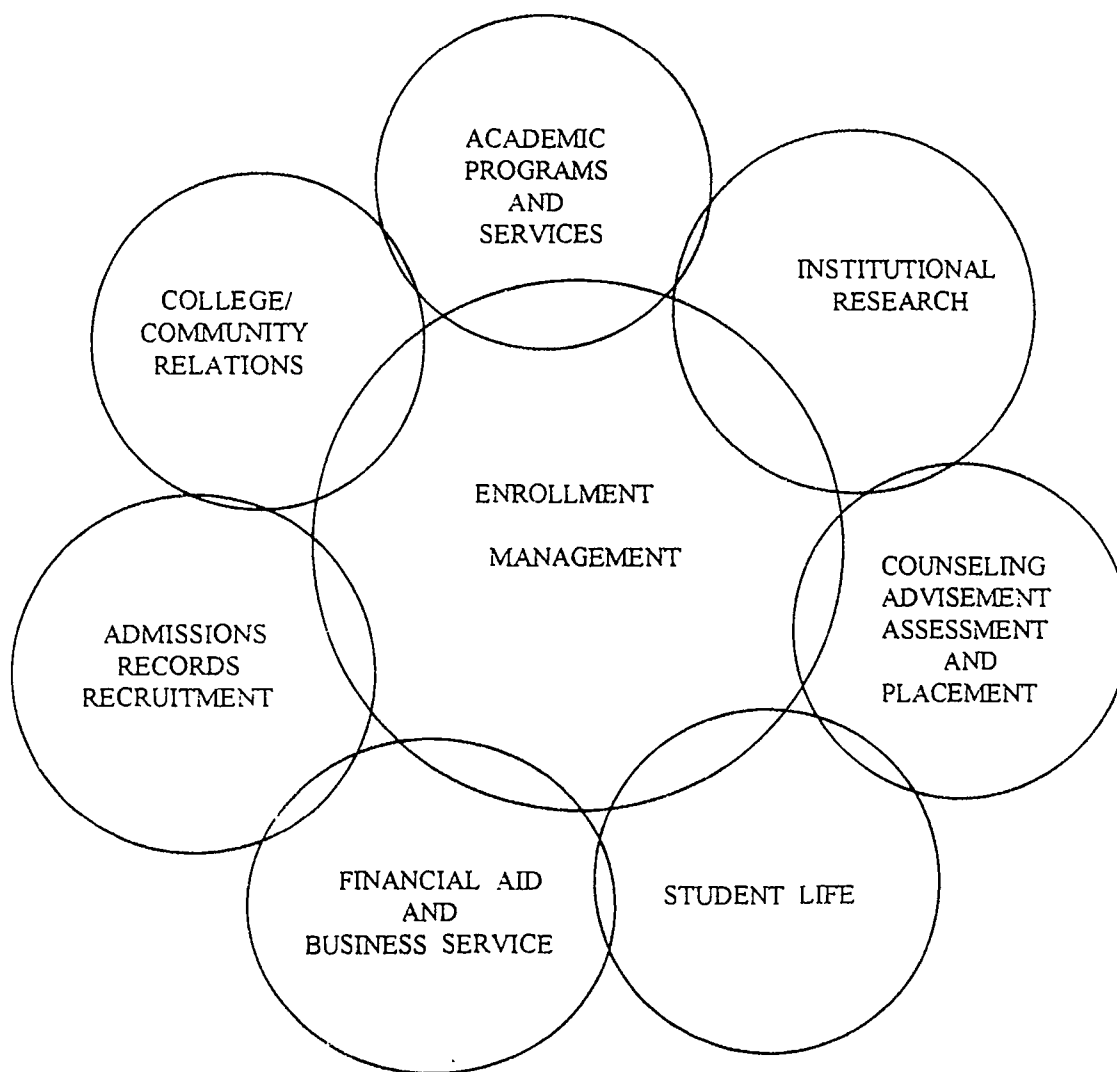 ACADEMIC
PROGRAMS
AND
SERVICES
INSTITUTIONAL
RESEARCH
COLLEGE/
COMMUNITY
RELATIONS
ENROLLMENT
MANAGEMENT
COUNSELING
ADVISEMENT
ASSESSMENT
AND
PLACEMENT
ADMISSIONS
RECORDS
RECRUITMENT
FINANCIAL AID
AND
BUSINESS SERVICE
STUDENT LIFE